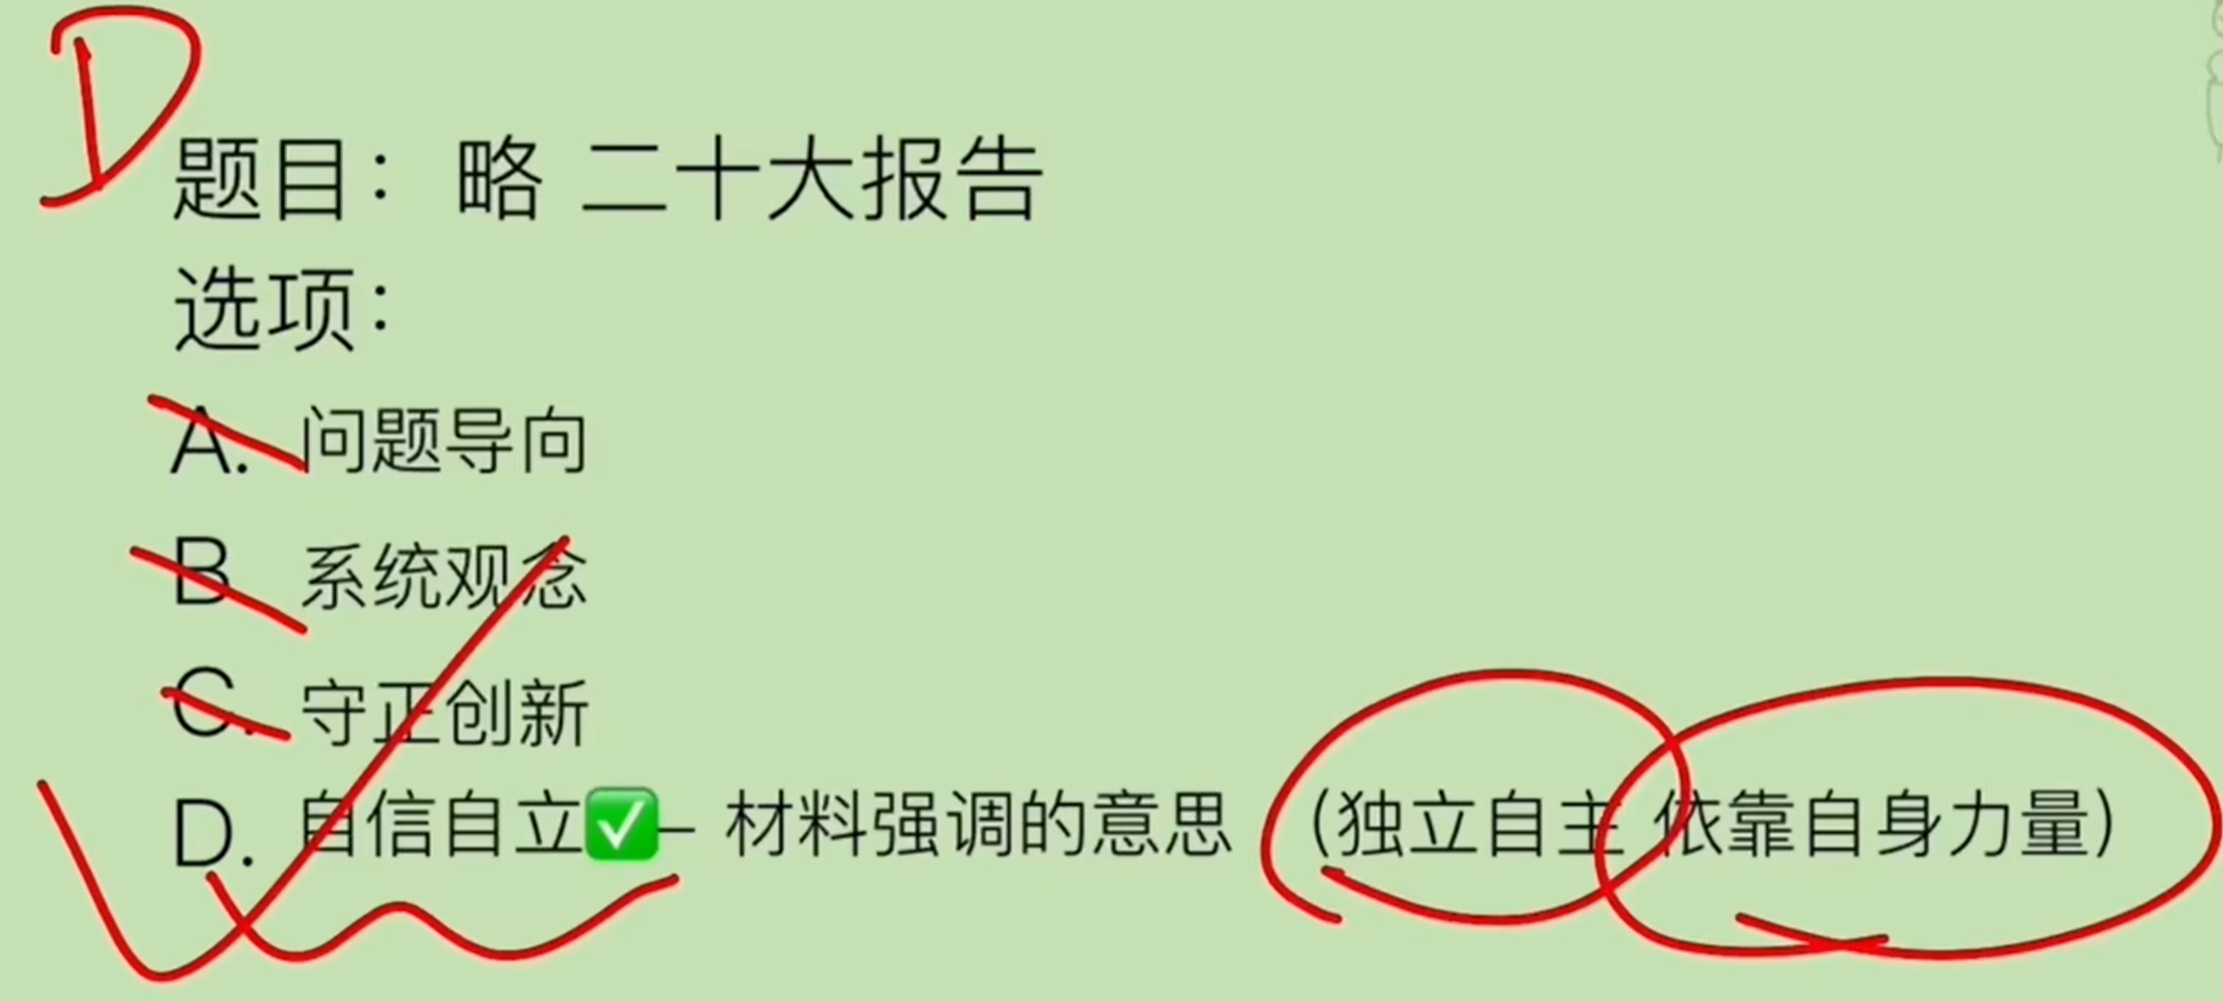 D
题目：略 二十大报告
选项：
A. 问题导向
B 系统观念
C. 守正创新
D. 自信自立✅– 材料强调的意思（独立自主 依靠自身力量）